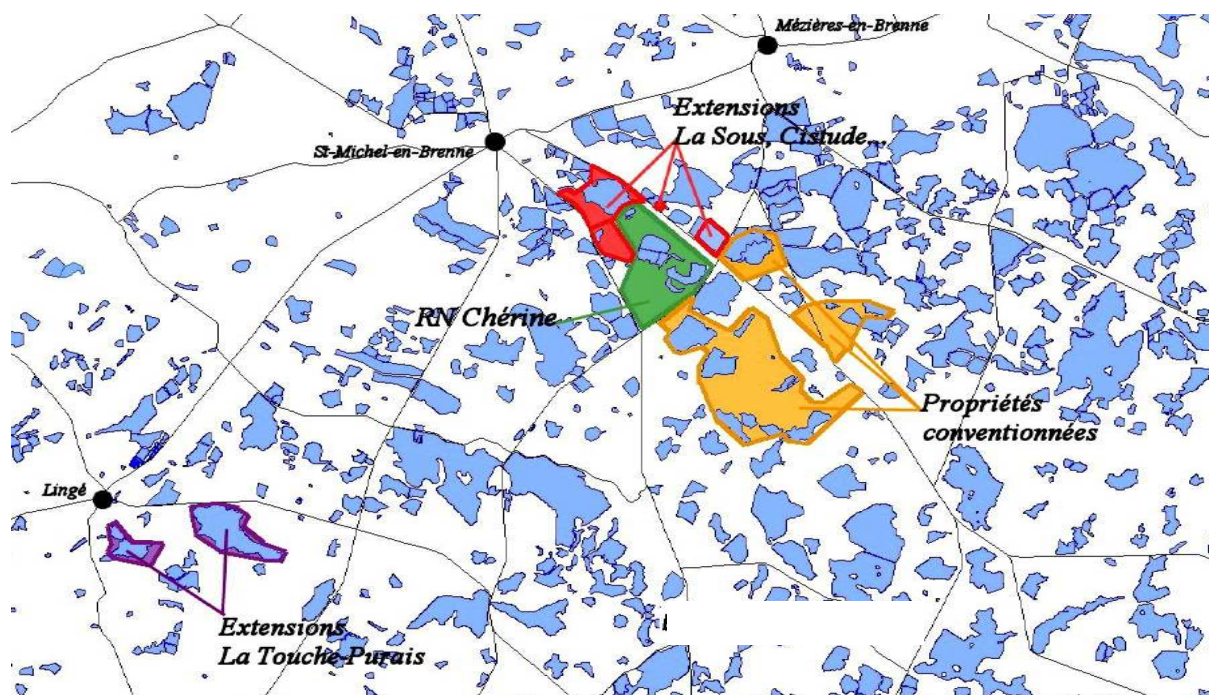 Mézières-en-Brenne
Extensions
La Sous, Cistude...
St-Michel-en-Brenne
RN Chérine
Propriétés
conventionnées
Lingé
Extensions
La Touche-Purais